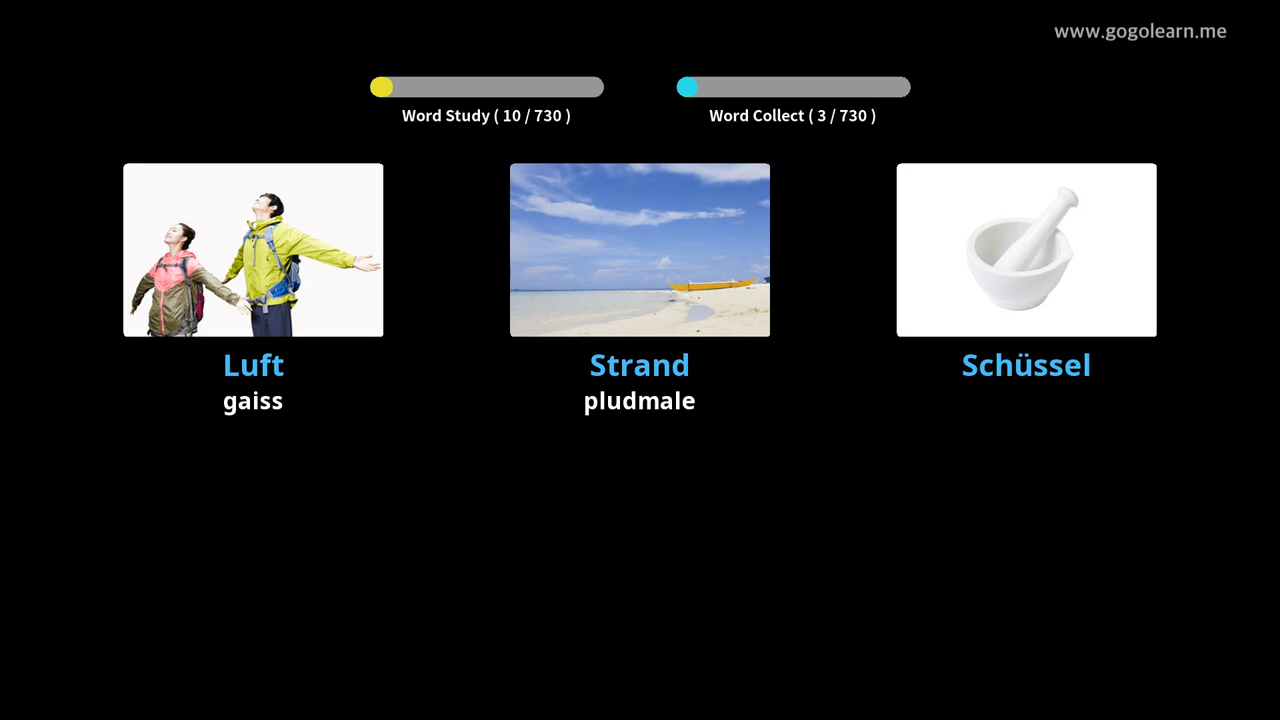 www.gogolearn.me
Word Study ( 10 / 730 )
Word Collect ( 3 / 730 )
Luft
gaiss
Strand
pludmale
Schüssel